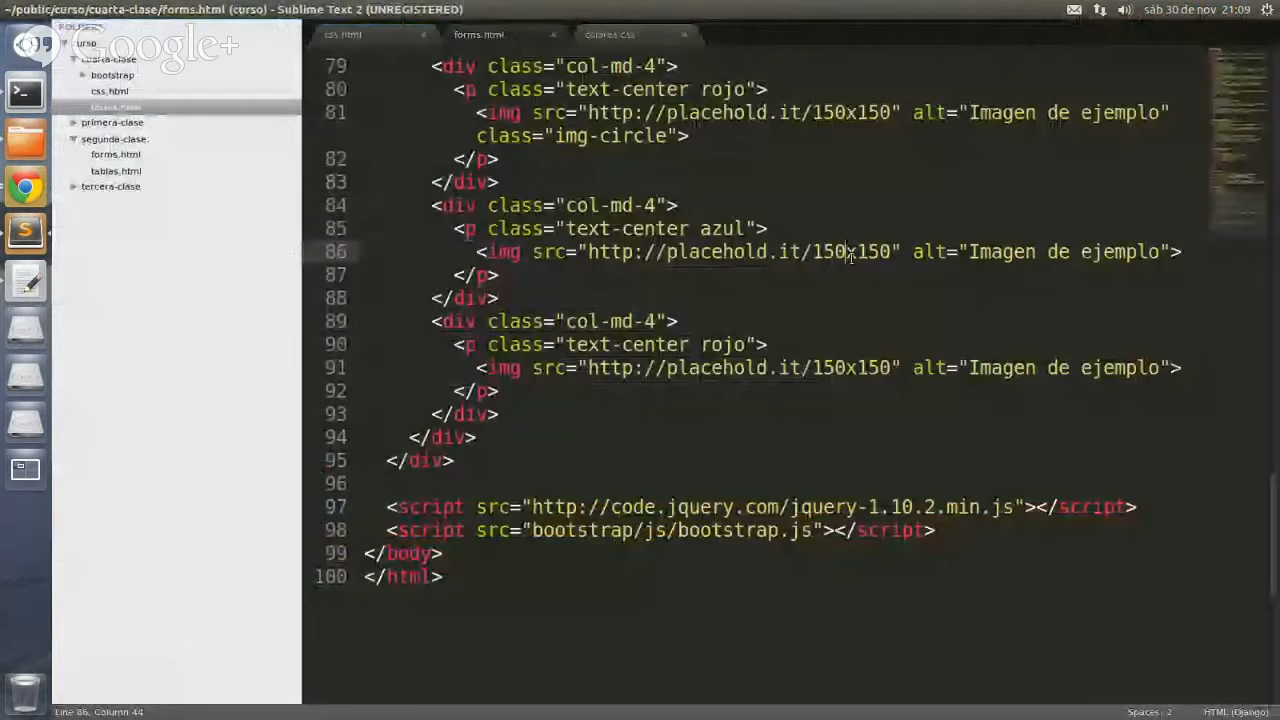 ~/public/curso/cuarta-clase/forms.html (curso) - Sublime Text 2 (UNREGISTERED)
sáb 30 de nov 21:09
Google+
curso
cuarta-clase
bootstrap
css.html
forms.html
primera-clase
segunda-clase
forms.html
tablas.html
tercera-clase
css.html
forms.html
colores.css
79 <div class="col-md-4">
80 <p class="text-center rojo">
81 <img src="http://placehold.it/150x150" alt="Imagen de ejemplo"
class="img-circle">
82 </p>
83 </div>
84 <div class="col-md-4">
85 <p class="text-center azul">
86 <img src="http://placehold.it/150x150" alt="Imagen de ejemplo">
87 </p>
88 </div>
89 <div class="col-md-4">
90 <p class="text-center rojo">
91 <img src="http://placehold.it/150x150" alt="Imagen de ejemplo">
92 </p>
93 </div>
94 </div>
95 </div>
96
97 <script src="http://code.jquery.com/jquery-1.10.2.min.js"></script>
98 <script src="bootstrap/js/bootstrap.js"></script>
99 </body>
100 </html>
Line 86, Column 44
Spaces: 2
HTML (Django)